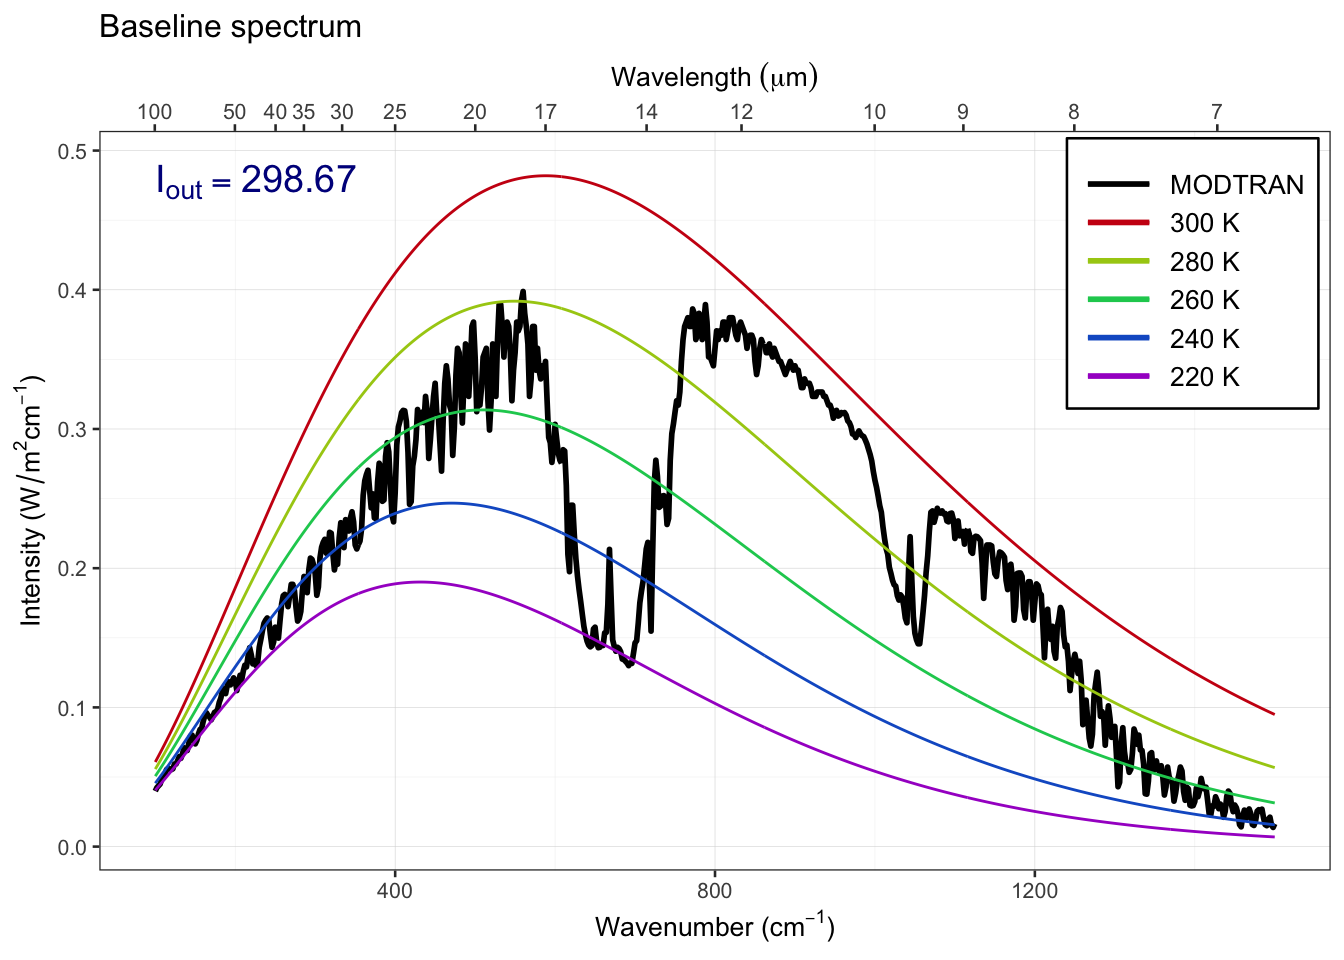 Baseline spectrum
Wavelength (μm)
100 50 40 35 30 25 20 17 14 12 10 9 8 7
Intensity (W/m²cm⁻¹)
0.5
0.4
0.3
0.2
0.1
0.0
I_out = 298.67
MODTRAN
300 K
280 K
260 K
240 K
220 K
400 800 1200
Wavenumber (cm⁻¹)